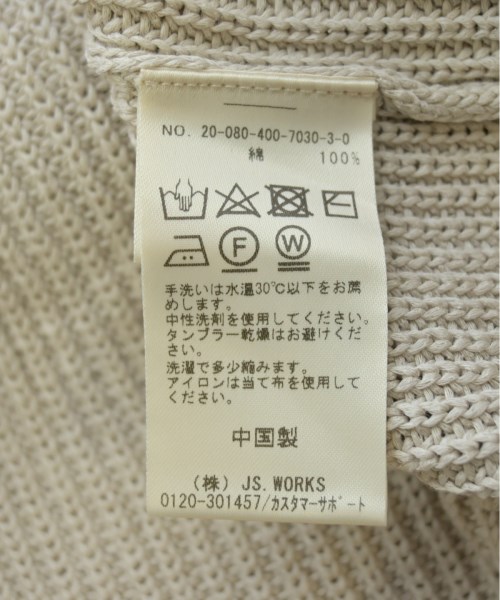 NO. 20-080-400-7030-3-0
綿 100%
F W
手洗いは水温30℃以下をお薦
めします。
中性洗剤を使用してください。
タンブラー乾燥はお避けくだ
さい。
洗濯で多少縮みます。
アイロンは当て布を使用して
ください。
中国製
(株) JS. WORKS
0120-301457/カスタマーサポート